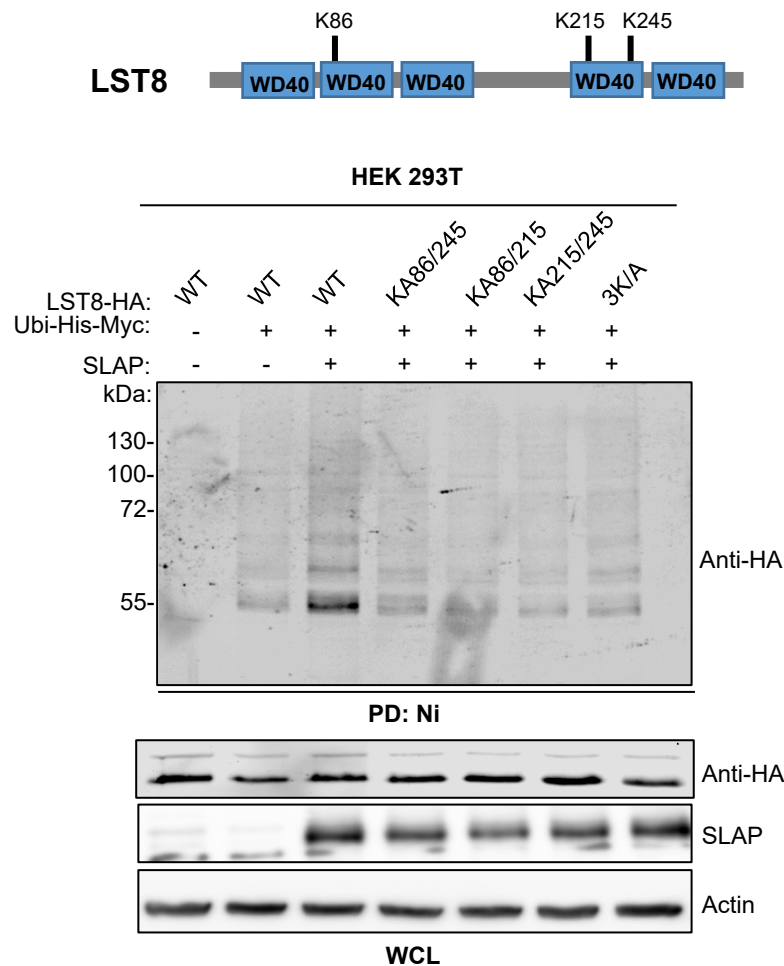 K86 K215 K245
LST8 WD40 WD40 WD40 WD40 WD40
HEK 293T
LST8-HA: WT WT WT KA86/245 KA86/215 KA215/245 3K/A
Ubi-His-Myc: - + + + + + +
SLAP: - - + + + + +
kDa:
130-
100-
72-
Anti-HA
55-
PD: Ni
Anti-HA
SLAP
Actin
WCL